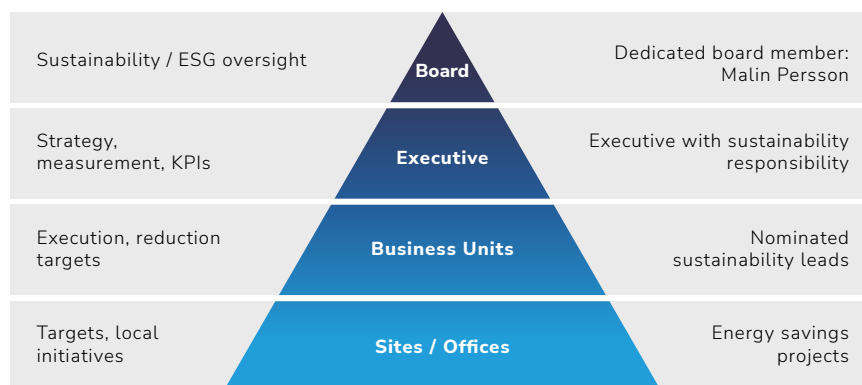 Sustainability / ESG oversight
Board
Dedicated board member:
Malin Persson
Strategy,
measurement, KPIs
Executive
Executive with sustainability
responsibility
Execution, reduction
targets
Business Units
Nominated
sustainability leads
Targets, local
initiatives
Sites / Offices
Energy savings
projects